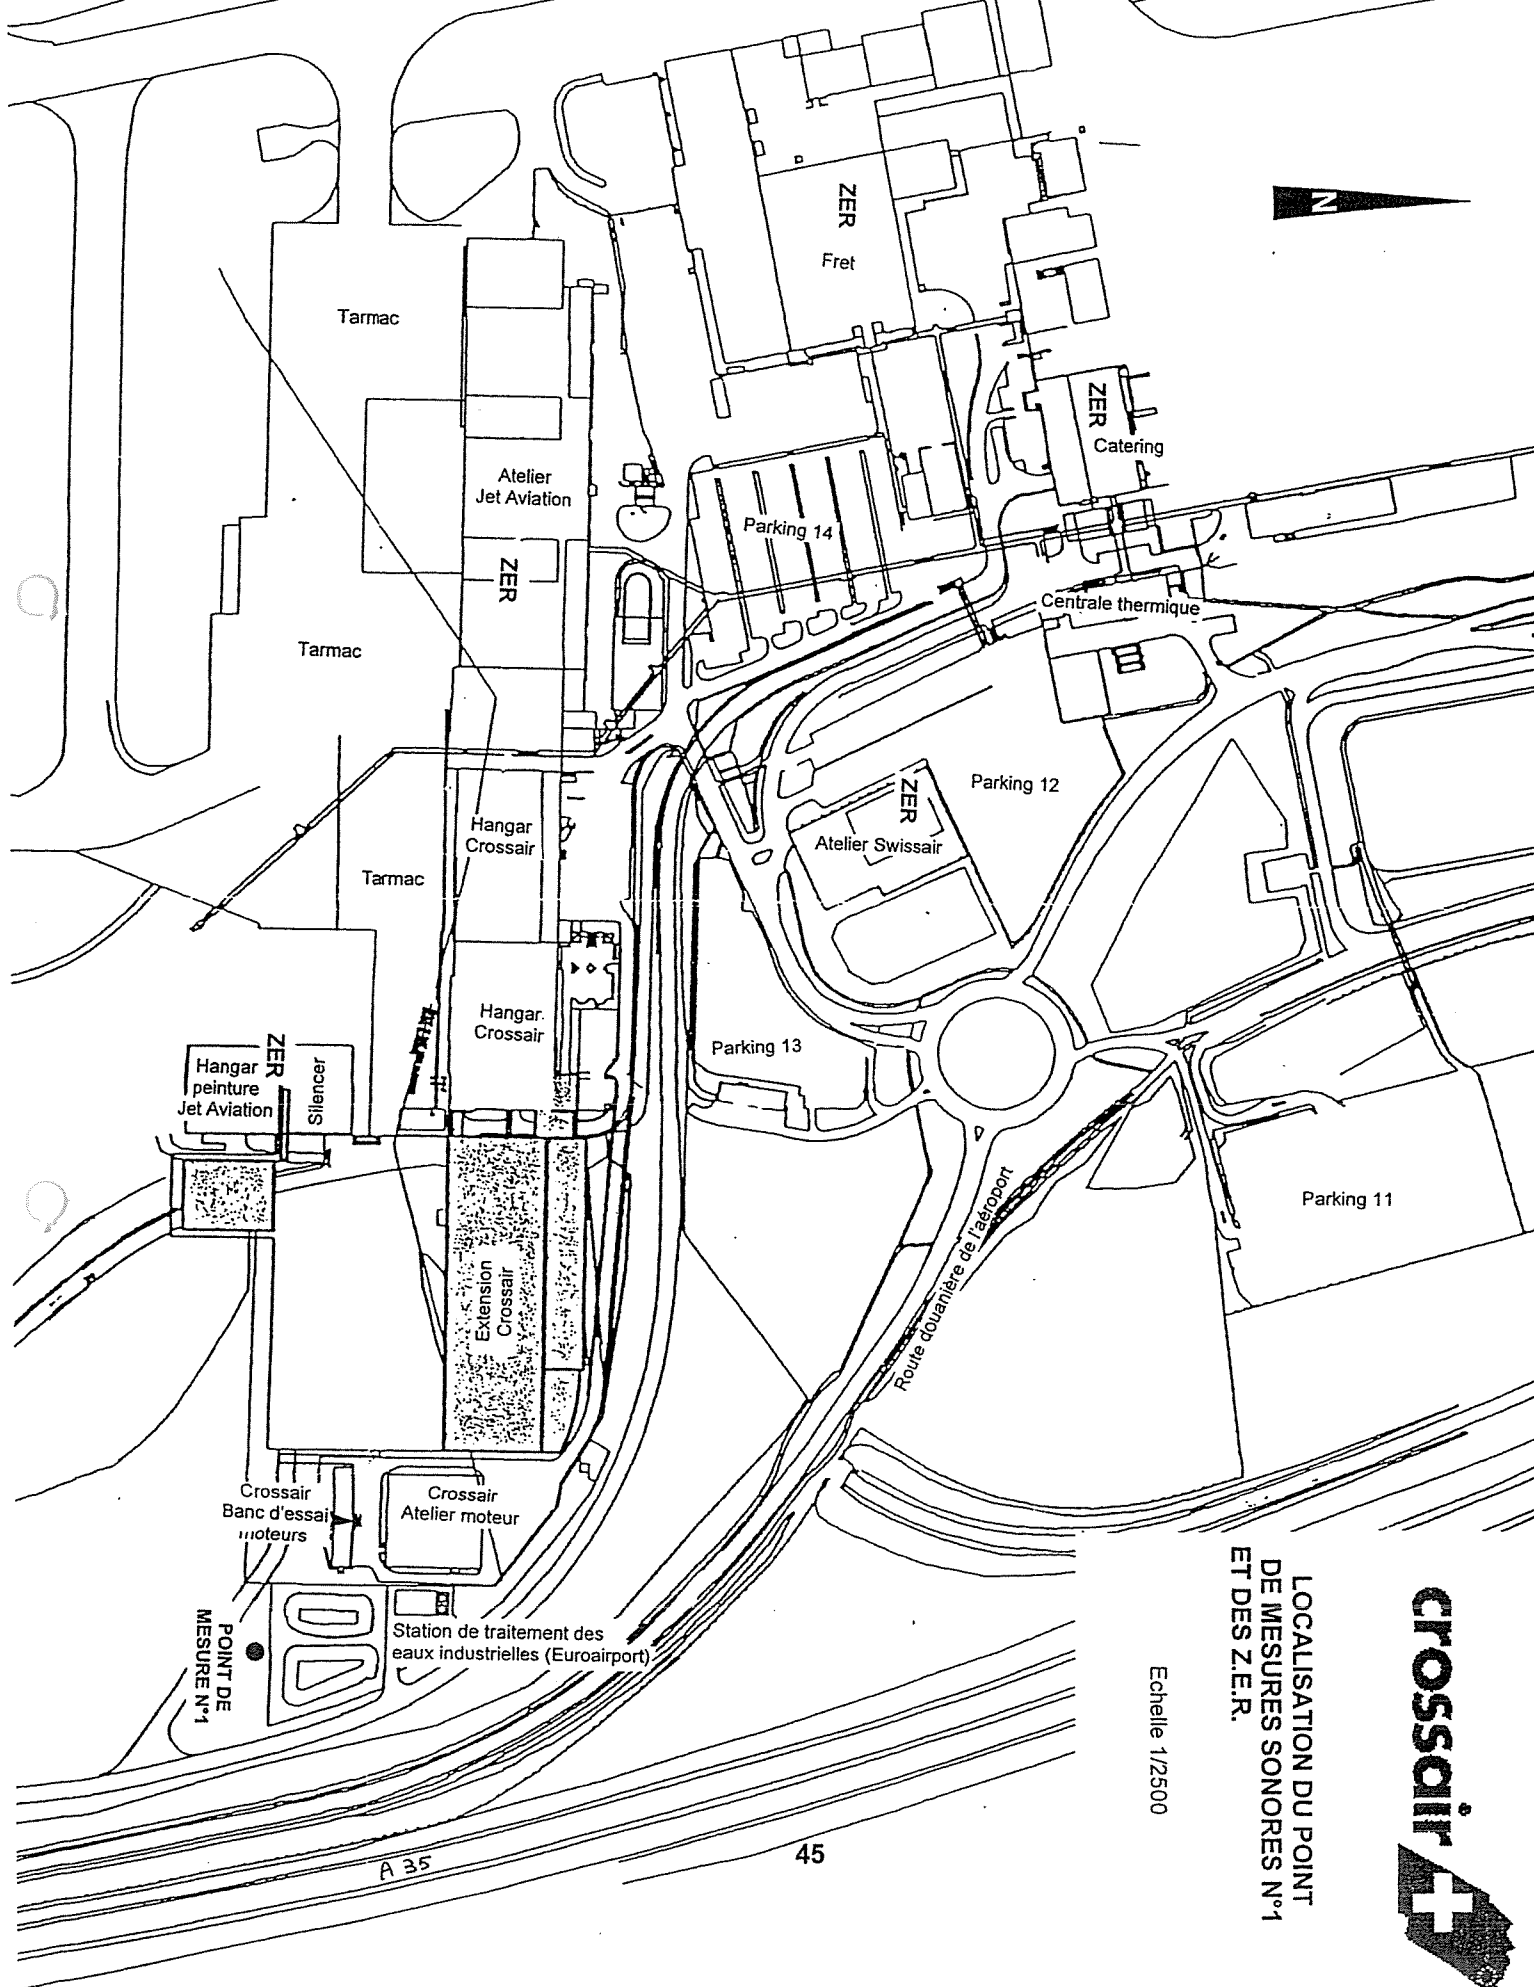 N
ZER
Fret
Tarmac
ZER
Catering
Atelier
Jet Aviation
Parking 14
ZER
Centrale thermique
Tarmac
Parking 12
ZER
Atelier Swissair
Hangar
Crossair
Tarmac
Hangar
Crossair
Parking 13
ZER
Hangar
peinture
Jet Aviation
Silencer
Parking 11
Route douanière de l'aéroport
Extension
Crossair
Crossair
Banc d'essai
moteurs
Crossair
Atelier moteur
Station de traitement des
eaux industrielles (Euroairport)
POINT DE
MESURE N°1
A 35
45
crossair
LOCALISATION DU POINT
DE MESURES SONORES N°1
ET DES Z.E.R.
Echelle 1/2500